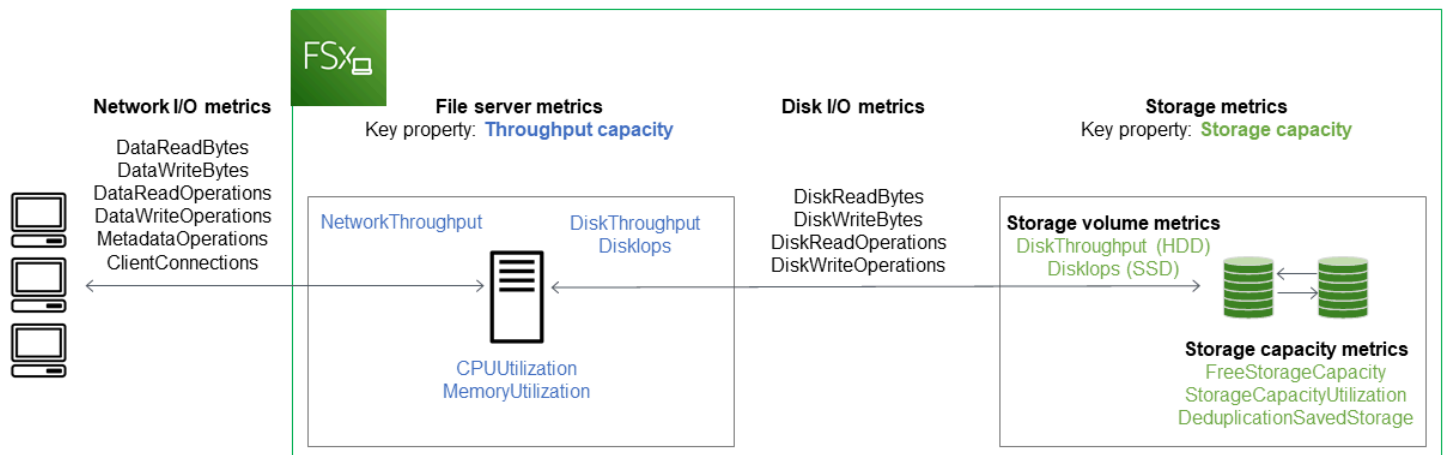 FSx
Network I/O metrics
DataReadBytes
DataWriteBytes
DataReadOperations
DataWriteOperations
MetadataOperations
ClientConnections
File server metrics
Key property: Throughput capacity
NetworkThroughput
DiskThroughput
DiskIops
CPUUtilization
MemoryUtilization
Disk I/O metrics
DiskReadBytes
DiskWriteBytes
DiskReadOperations
DiskWriteOperations
Storage metrics
Key property: Storage capacity
Storage volume metrics
DiskThroughput (HDD)
DiskIops (SSD)
Storage capacity metrics
FreeStorageCapacity
StorageCapacityUtilization
DeduplicationSavedStorage